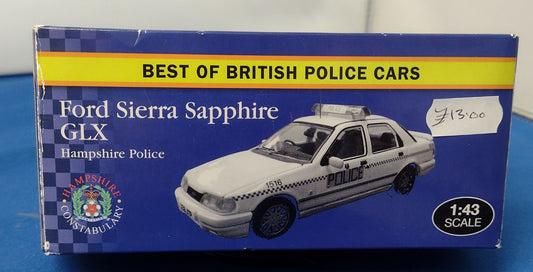 BEST OF BRITISH POLICE CARS
Ford Sierra Sapphire
GLX
Hampshire Police
£13.00
HAMPSHIRE
CONSTABULARY
1516
POLICE
1:43
SCALE